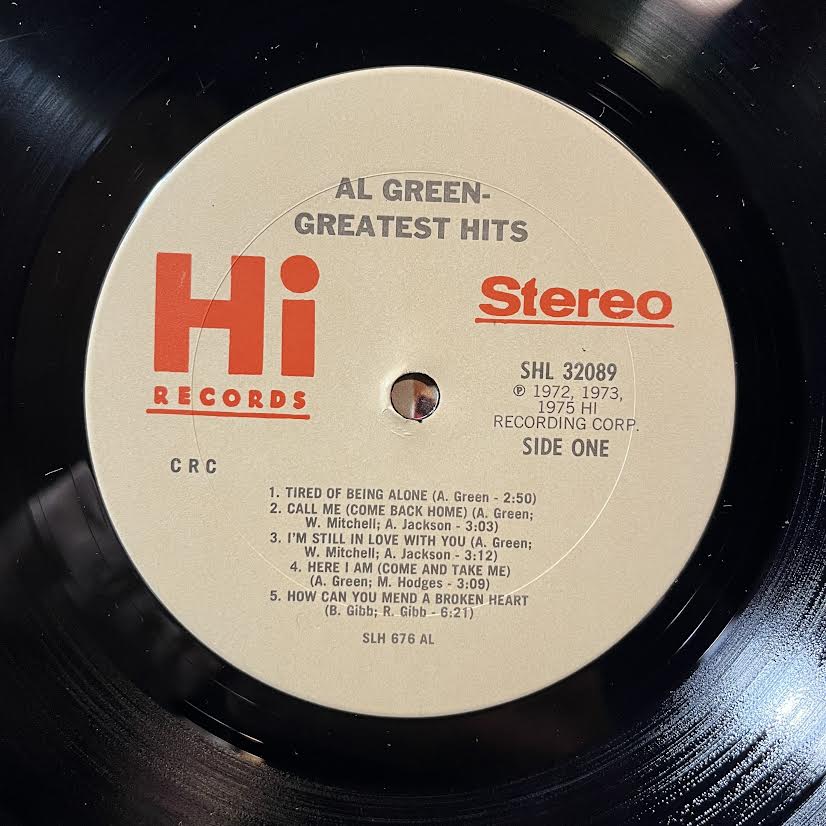 AL GREEN-
GREATEST HITS
Hi
RECORDS
Stereo
SHL 32089
℗ 1972, 1973,
1975 HI
RECORDING CORP.
SIDE ONE
CRC
1. TIRED OF BEING ALONE (A. Green - 2:50)
2. CALL ME (COME BACK HOME) (A. Green;
W. Mitchell; A. Jackson - 3:03)
3. I'M STILL IN LOVE WITH YOU (A. Green;
W. Mitchell; A. Jackson - 3:12)
4. HERE I AM (COME AND TAKE ME)
(A. Green; M. Hodges - 3:09)
5. HOW CAN YOU MEND A BROKEN HEART
(B. Gibb; R. Gibb - 6:21)
SLH 676 AL